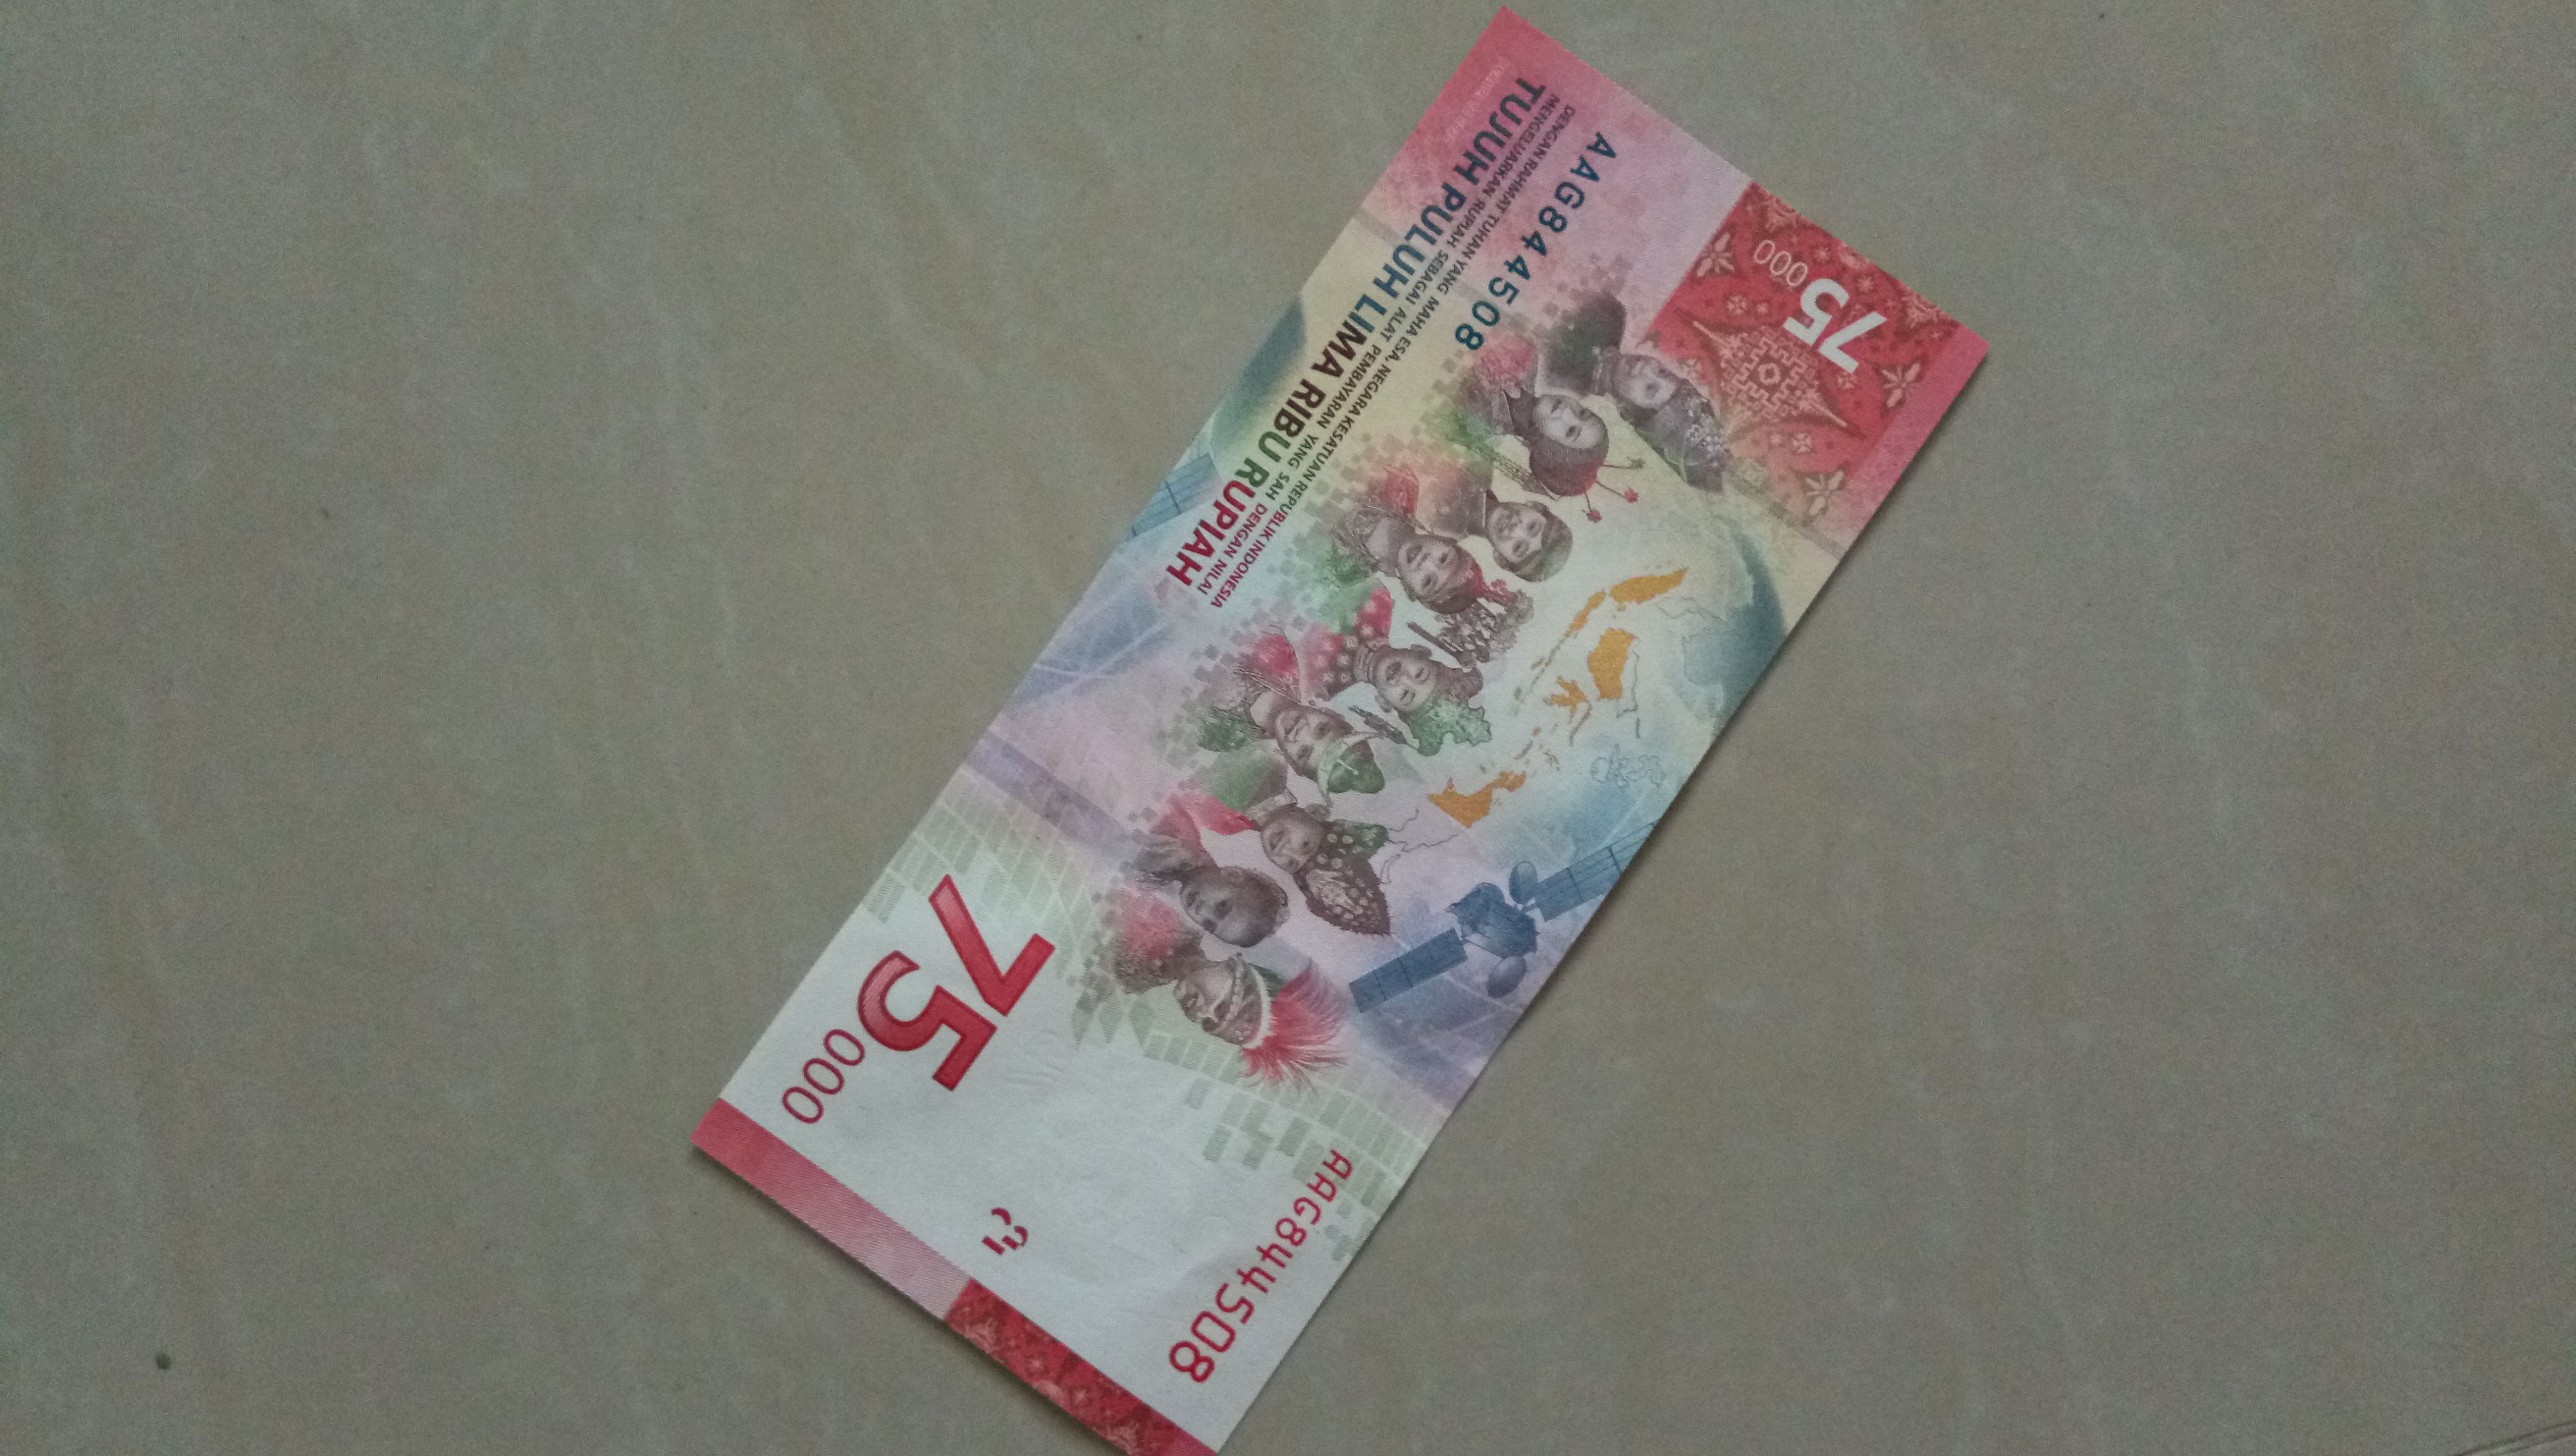 75
000
AAG844508
DENGAN RAHMAT TUHAN YANG MAHA ESA, NEGARA KESATUAN REPUBLIK INDONESIA
MENGELUARKAN RUPIAH SEBAGAI ALAT PEMBAYARAN YANG SAH DENGAN NILAI
TUJUH PULUH LIMA RIBU RUPIAH
AAG844508
75
000